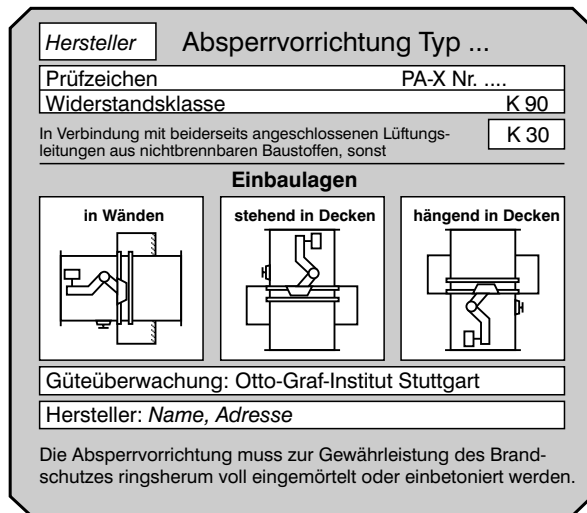 Hersteller Absperrvorrichtung Typ ...
Prüfzeichen PA-X Nr. ....
Widerstandsklasse K 90
In Verbindung mit beiderseits angeschlossenen Lüftungs-
leitungen aus nichtbrennbaren Baustoffen, sonst K 30
Einbaulagen
in Wänden stehend in Decken hängend in Decken
Güteüberwachung: Otto-Graf-Institut Stuttgart
Hersteller: Name, Adresse
Die Absperrvorrichtung muss zur Gewährleistung des Brand-
schutzes ringsherum voll eingemörtelt oder einbetoniert werden.